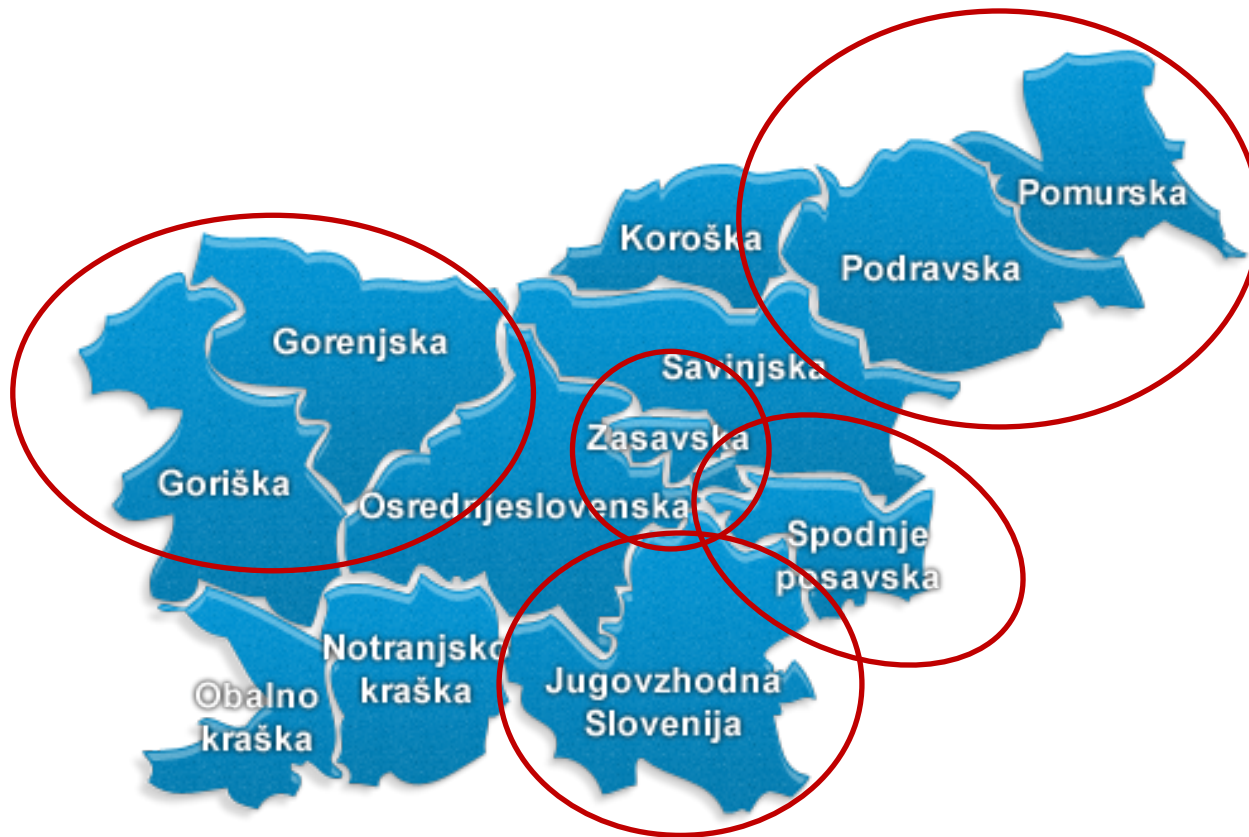 Pomurska
Koroška
Podravska
Gorenjska
Savinjska
Zasavska
Goriška
Osrednjeslovenska
Spodnje
posavska
Notranjsko
kraška
Jugovzhodna
Slovenija
Obalno
kraška